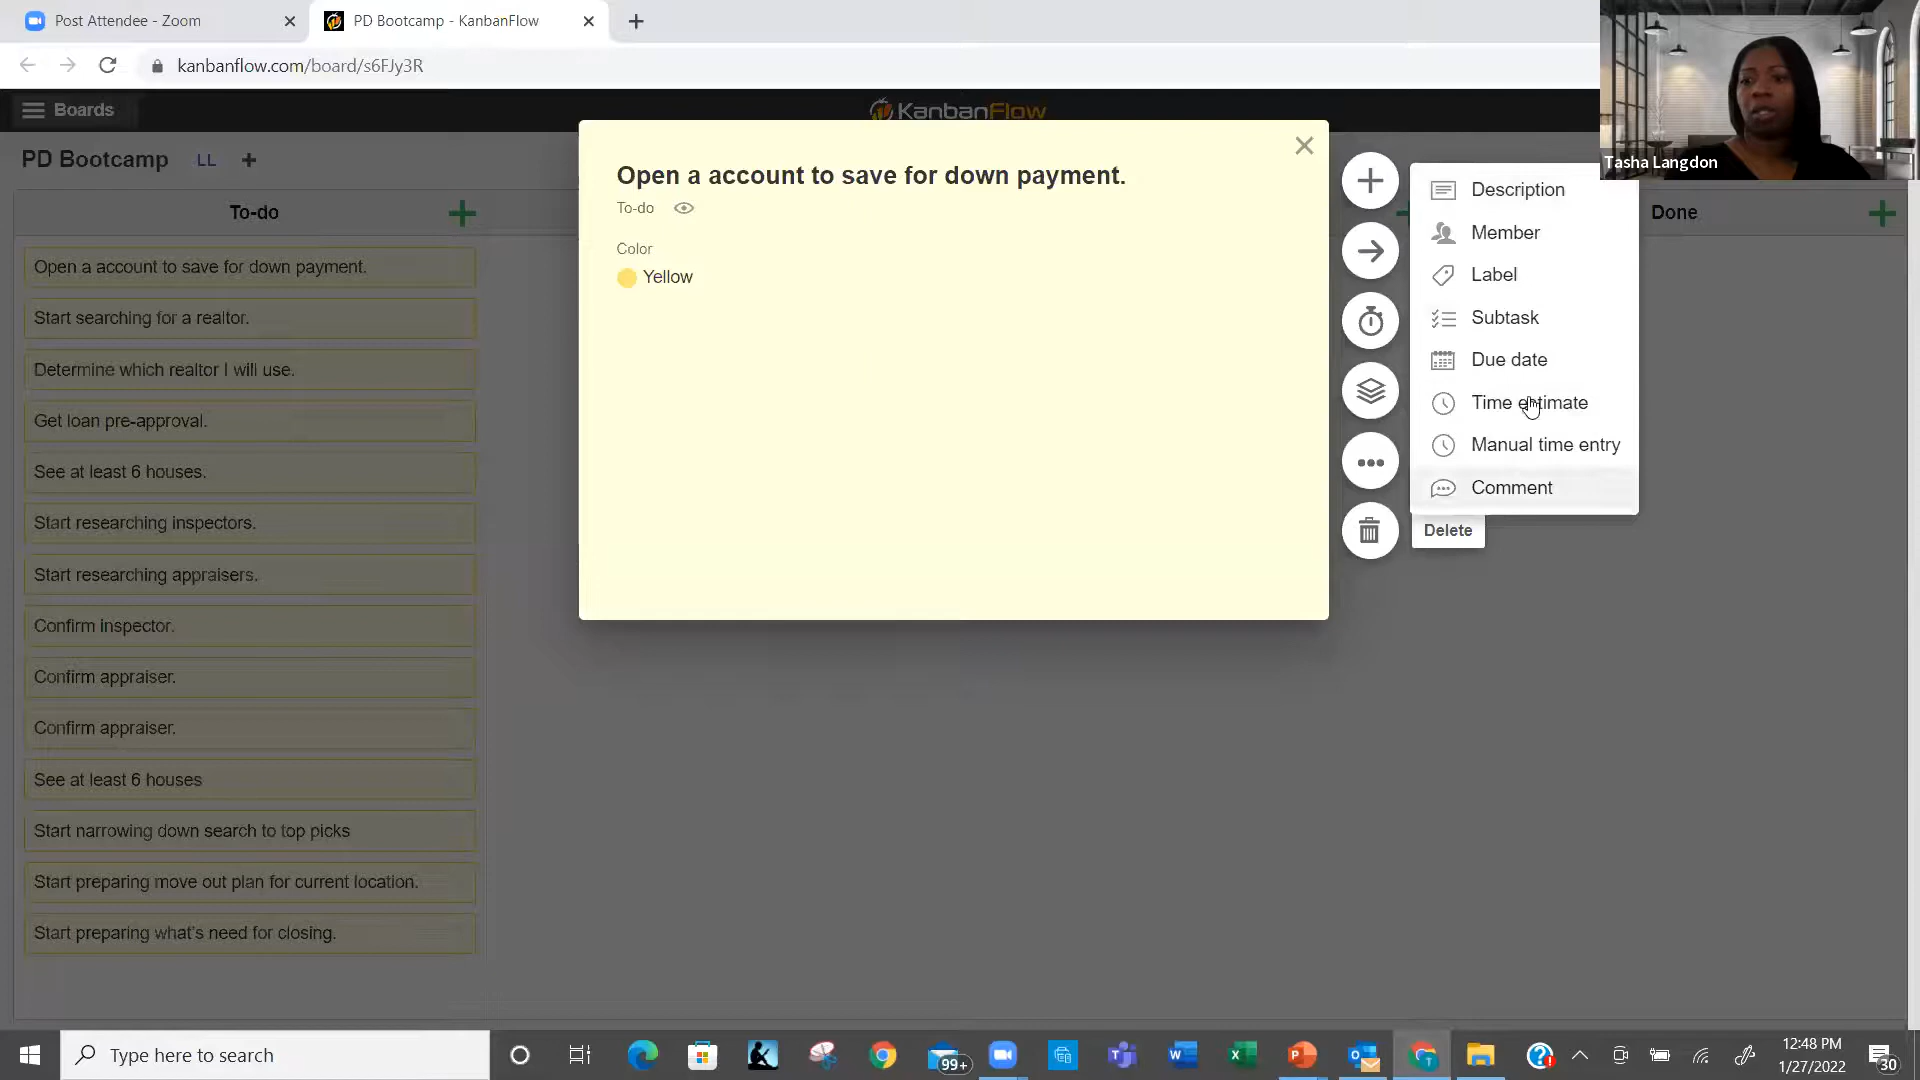 Post Attendee - Zoom
PD Bootcamp - KanbanFlow
kanbanflow.com/board/s6FJy3R
Boards
KanbanFlow
PD Bootcamp LL
To-do
Done
Open a account to save for down payment.
Start searching for a realtor.
Determine which realtor I will use.
Get loan pre-approval.
See at least 6 houses.
Start researching inspectors.
Start researching appraisers.
Confirm inspector.
Confirm appraiser.
Confirm appraiser.
See at least 6 houses
Start narrowing down search to top picks
Start preparing move out plan for current location.
Start preparing what's need for closing.
Open a account to save for down payment.
To-do
Color
Yellow
Description
Member
Label
Subtask
Due date
Time estimate
Manual time entry
Comment
Delete
Tasha Langdon
Type here to search
99+
12:48 PM
1/27/2022
30